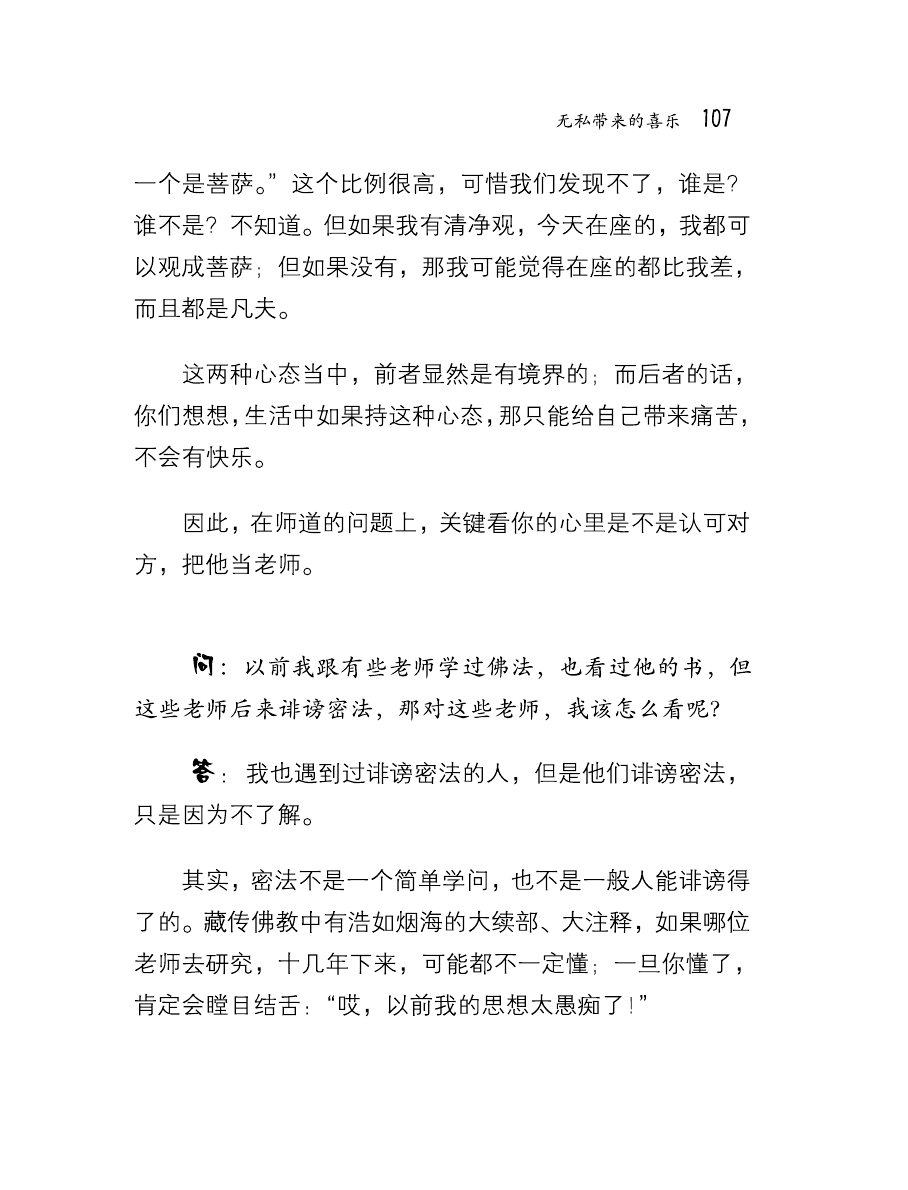 无私带来的喜乐 107
一个是菩萨。”这个比例很高，可惜我们发现不了，谁是？
谁不是？不知道。但如果我有清净观，今天在座的，我都可
以观成菩萨；但如果没有，那我可能觉得在座的都比我差，
而且都是凡夫。
这两种心态当中，前者显然是有境界的；而后者的话，
你们想想，生活中如果持这种心态，那只能给自己带来痛苦，
不会有快乐。
因此，在师道的问题上，关键看你的心里是不是认可对
方，把他当老师。
问：以前我跟有些老师学过佛法，也看过他的书，但
这些老师后来诽谤密法，那对这些老师，我该怎么看呢？
答：我也遇到过诽谤密法的人，但是他们诽谤密法，
只是因为不了解。
其实，密法不是一个简单学问，也不是一般人能诽谤得
了的。藏传佛教中有浩如烟海的大续部、大注释，如果哪位
老师去研究，十几年下来，可能都不一定懂；一旦你懂了，
肯定会瞠目结舌：“哎，以前我的思想太愚痴了！”